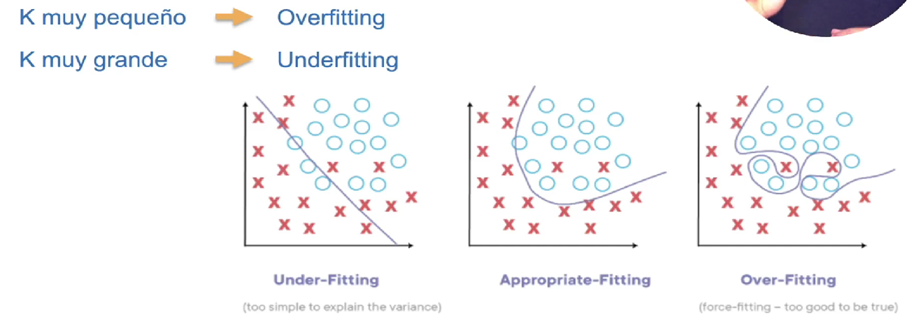 K muy pequeño → Overfitting
K muy grande → Underfitting
Under-Fitting
(too simple to explain the variance)
Appropriate-Fitting
Over-Fitting
(force-fitting – too good to be true)